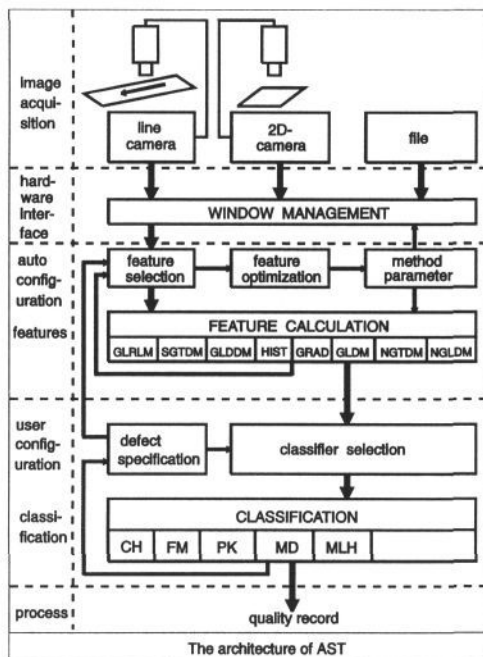 image
acqui-
sition
line
camera
2D-
camera
file
hard-
ware
inter-
face
WINDOW MANAGEMENT
auto
config-
uration
feature
selection
feature
optimization
method
parameter
features
FEATURE CALCULATION
GLRLM SGTDM GLDDM HIST GRAD GLDM NGTDM NGLDM
user
config-
uration
defect
specification
classifier selection
classi-
fication
CLASSIFICATION
CH FM PK MD MLH
process
quality record
The architecture of AST